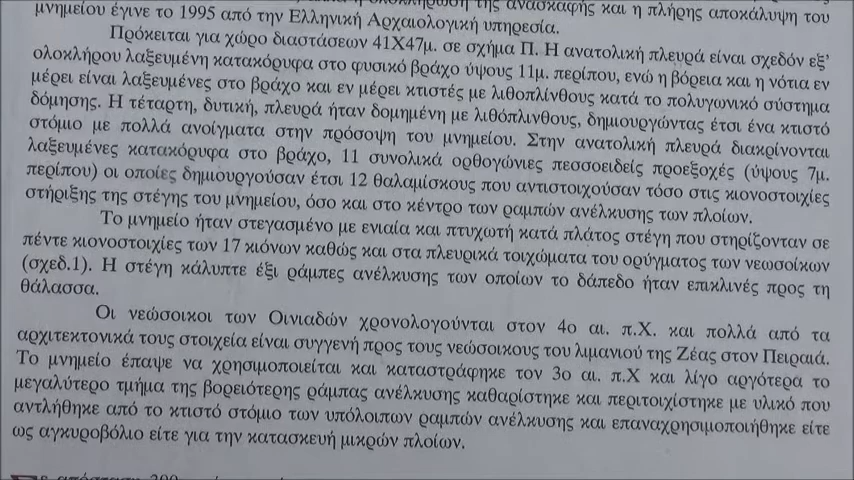 η ολοκλήρωση της ανασκαφής και η πλήρης αποκάλυψη του
μνημείου έγινε το 1995 από την Ελληνική Αρχαιολογική υπηρεσία.
Πρόκειται για χώρο διαστάσεων 41Χ47μ. σε σχήμα Π. Η ανατολική πλευρά είναι σχεδόν εξ'
ολοκλήρου λαξευμένη κατακόρυφα στο φυσικό βράχο ύψους 11μ. περίπου, ενώ η βόρεια και η νότια εν
μέρει είναι λαξευμένες στο βράχο και εν μέρει κτιστές με λιθοπλίνθους κατά το πολυγωνικό σύστημα
δόμησης. Η τέταρτη, δυτική, πλευρά ήταν δομημένη με λιθόπλινθους, δημιουργώντας έτσι ένα κτιστό
στόμιο με πολλά ανοίγματα στην πρόσοψη του μνημείου. Στην ανατολική πλευρά διακρίνονται
λαξευμένες κατακόρυφα στο βράχο, 11 συνολικά ορθογώνιες πεσσοειδείς προεξοχές (ύψους 7μ.
περίπου) οι οποίες δημιουργούσαν έτσι 12 θαλαμίσκους που αντιστοιχούσαν τόσο στις κιονοστοιχίες
στήριξης της στέγης του μνημείου, όσο και στο κέντρο των ραμπών ανέλκυσης των πλοίων.
Το μνημείο ήταν στεγασμένο με ενιαία και πτυχωτή κατά πλάτος στέγη που στηρίζονταν σε
πέντε κιονοστοιχίες των 17 κιόνων καθώς και στα πλευρικά τοιχώματα του ορύγματος των νεωσοίκων
(σχεδ.1). Η στέγη κάλυπτε έξι ράμπες ανέλκυσης των οποίων το δάπεδο ήταν επικλινές προς τη
θάλασσα.
Οι νεώσοικοι των Οινιαδών χρονολογούνται στον 4ο αι. π.Χ. και πολλά από τα
αρχιτεκτονικά τους στοιχεία είναι συγγενή προς τους νεώσοικους του λιμανιού της Ζέας στον Πειραιά.
Το μνημείο έπαψε να χρησιμοποιείται και καταστράφηκε τον 3ο αι. π.Χ και λίγο αργότερα το
μεγαλύτερο τμήμα της βορειότερης ράμπας ανέλκυσης καθαρίστηκε και περιτοιχίστηκε με υλικό που
αντλήθηκε από το κτιστό στόμιο των υπόλοιπων ραμπών ανέλκυσης και επαναχρησιμοποιήθηκε είτε
ως αγκυροβόλιο είτε για την κατασκευή μικρών πλοίων.
Σε απόσταση 200